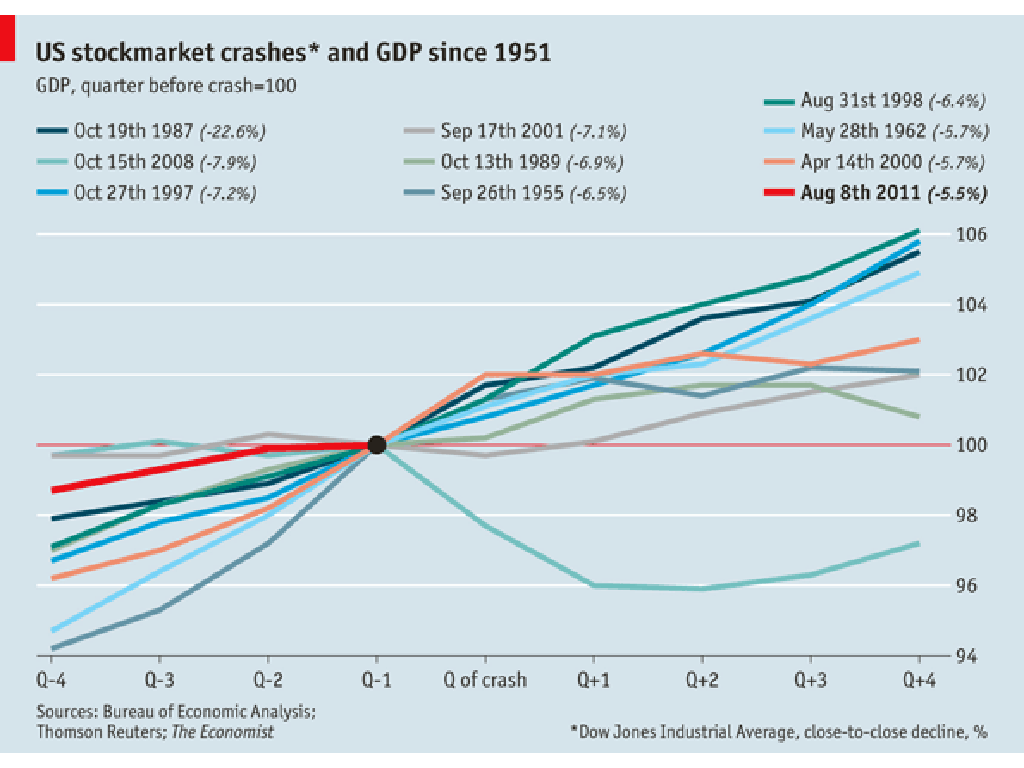 US stockmarket crashes* and GDP since 1951
GDP, quarter before crash=100
Oct 19th 1987 (-22.6%)
Oct 15th 2008 (-7.9%)
Oct 27th 1997 (-7.2%)
Sep 17th 2001 (-7.1%)
Oct 13th 1989 (-6.9%)
Sep 26th 1955 (-6.5%)
Aug 31st 1998 (-6.4%)
May 28th 1962 (-5.7%)
Apr 14th 2000 (-5.7%)
Aug 8th 2011 (-5.5%)
106
104
102
100
98
96
94
Q-4 Q-3 Q-2 Q-1 Q of crash Q+1 Q+2 Q+3 Q+4
Sources: Bureau of Economic Analysis;
Thomson Reuters; The Economist
*Dow Jones Industrial Average, close-to-close decline, %